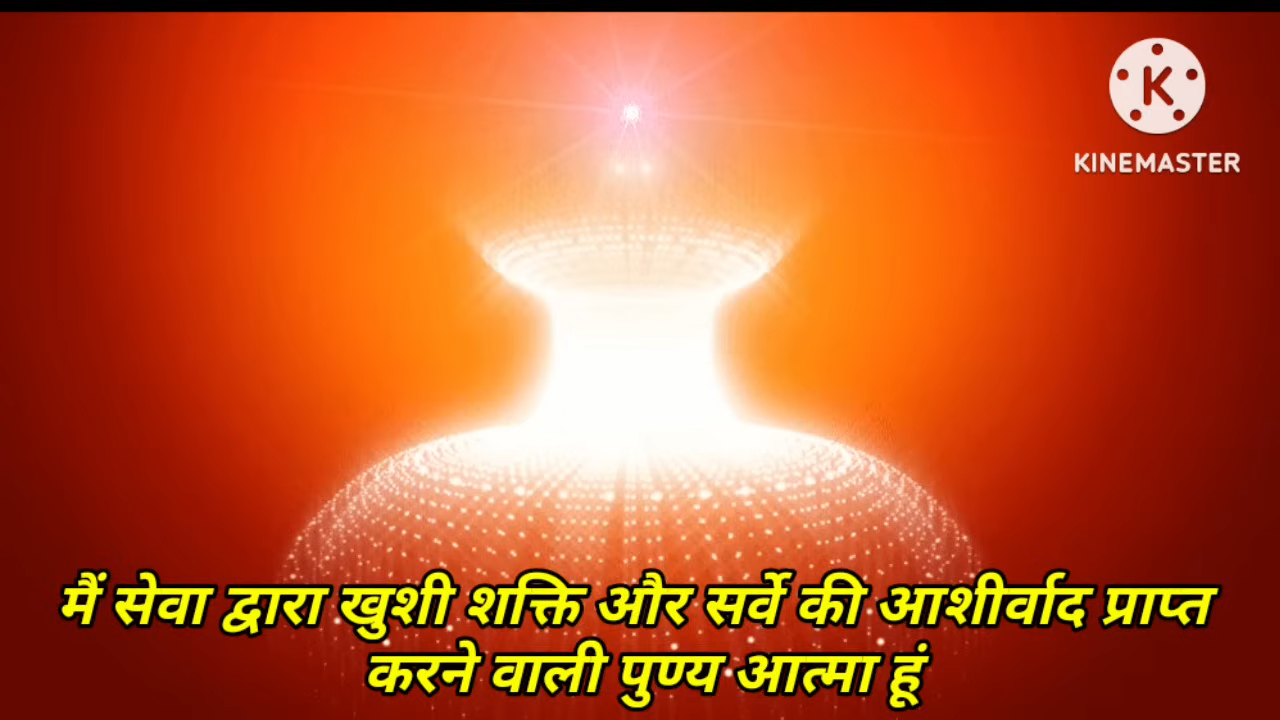 K
KINEMASTER
मैं सेवा द्वारा खुशी शक्ति और सर्वे की आशीर्वाद प्राप्त
करने वाली पुण्य आत्मा हूं